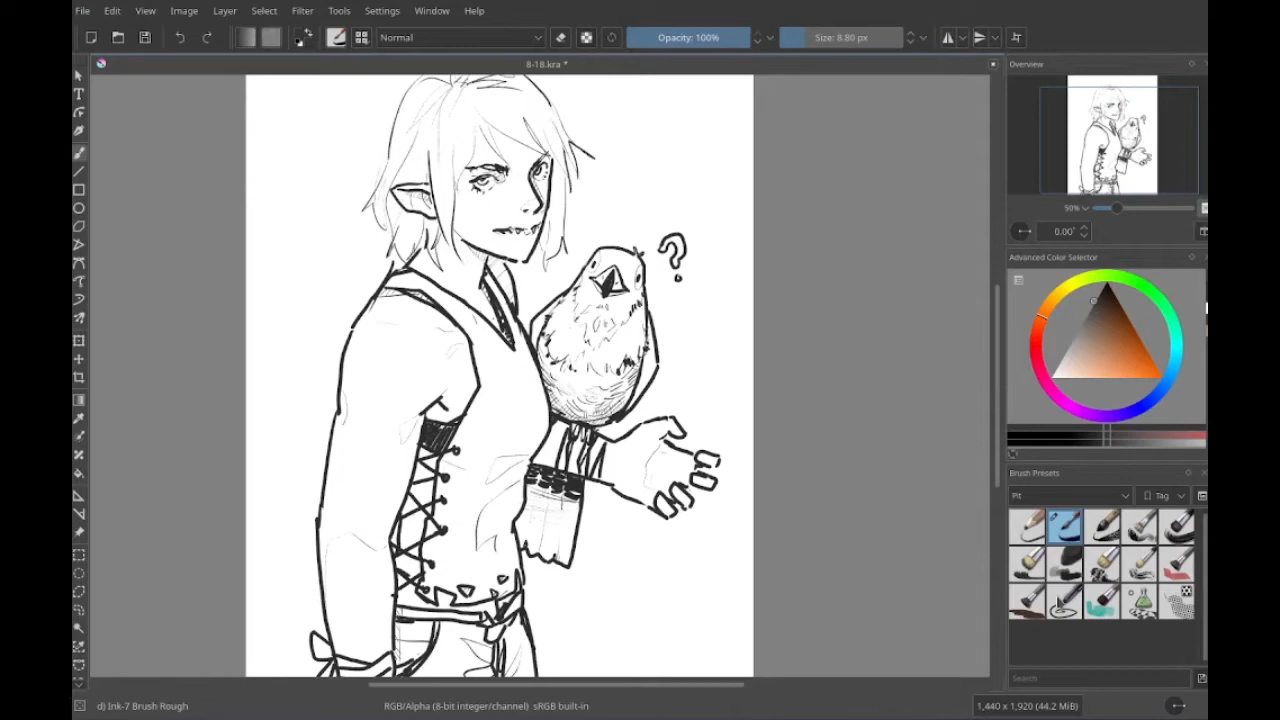 File Edit View Image Layer Select Filter Tools Settings Window Help
Normal Opacity: 100% Size: 8.80 px
8-18.kra *
Overview
50%
0.00°
Advanced Color Selector
?
Brush Presets
Pit Tag
Search
d) Ink-7 Brush Rough RGB/Alpha (8-bit integer/channel) sRGB built-in 1,440 x 1,920 (44.2 MiB)